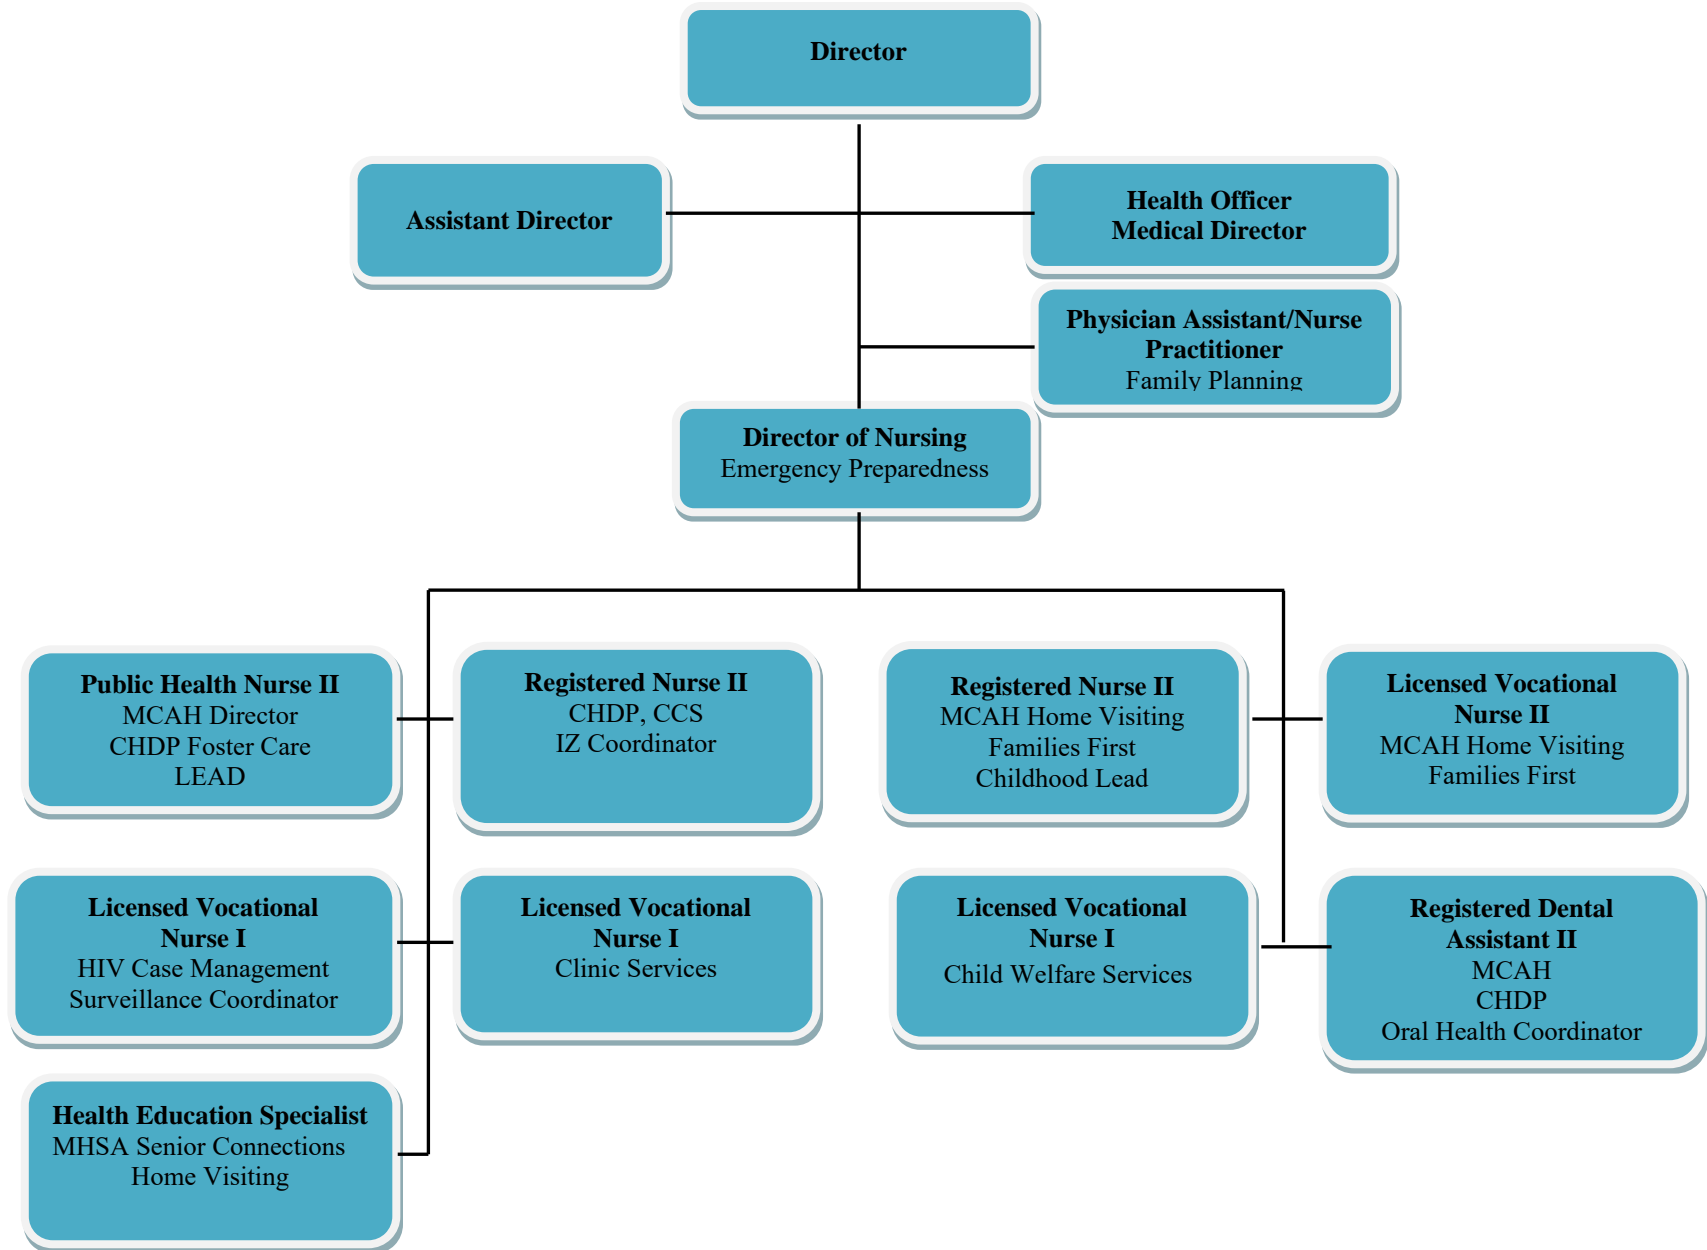 Director
Assistant Director
Health Officer
Medical Director
Physician Assistant/Nurse
Practitioner
Family Planning
Director of Nursing
Emergency Preparedness
Public Health Nurse II
MCAH Director
CHDP Foster Care
LEAD
Registered Nurse II
CHDP, CCS
IZ Coordinator
Registered Nurse II
MCAH Home Visiting
Families First
Childhood Lead
Licensed Vocational
Nurse II
MCAH Home Visiting
Families First
Licensed Vocational
Nurse I
HIV Case Management
Surveillance Coordinator
Licensed Vocational
Nurse I
Clinic Services
Licensed Vocational
Nurse I
Child Welfare Services
Registered Dental
Assistant II
MCAH
CHDP
Oral Health Coordinator
Health Education Specialist
MHSA Senior Connections
Home Visiting